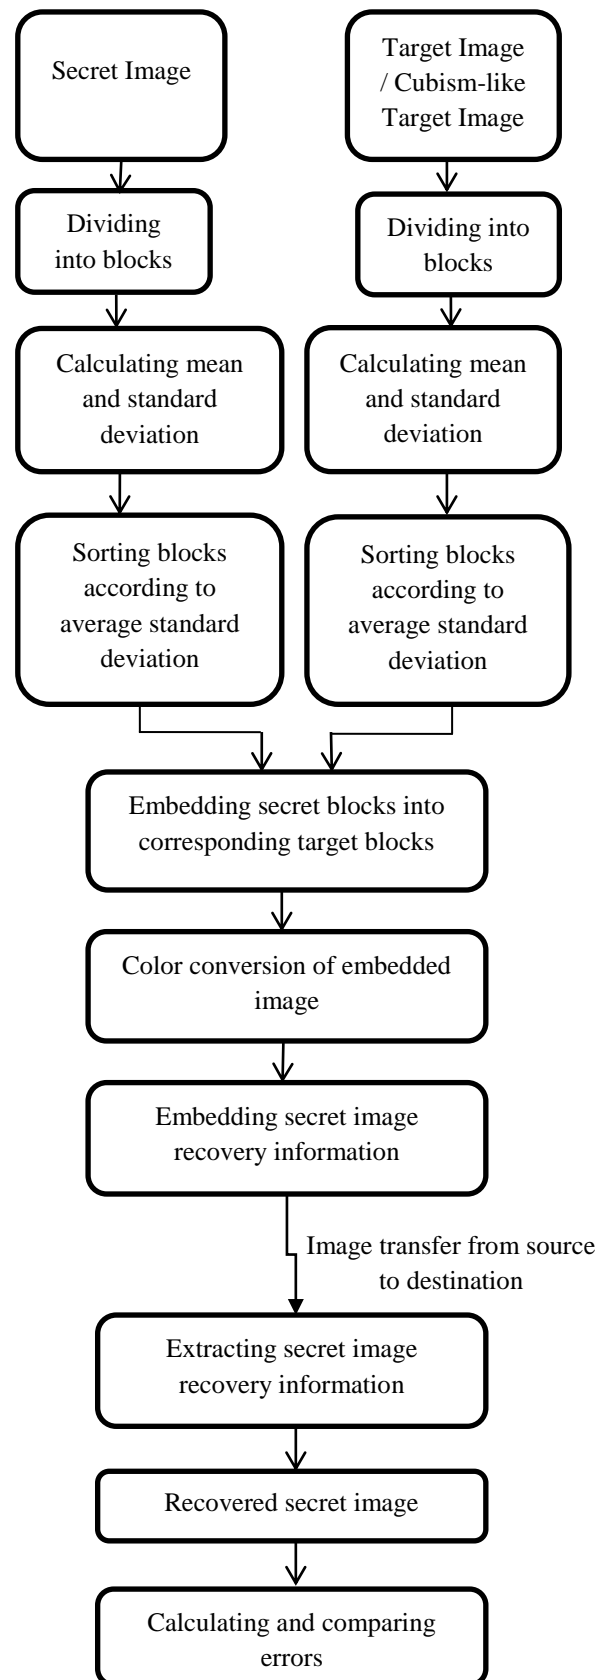 Secret Image
Target Image
/ Cubism-like
Target Image
Dividing
into blocks
Dividing into
blocks
Calculating mean
and standard
deviation
Calculating mean
and standard
deviation
Sorting blocks
according to
average standard
deviation
Sorting blocks
according to
average standard
deviation
Embedding secret blocks into
corresponding target blocks
Color conversion of embedded
image
Embedding secret image
recovery information
Image transfer from source
to destination
Extracting secret image
recovery information
Recovered secret image
Calculating and comparing
errors